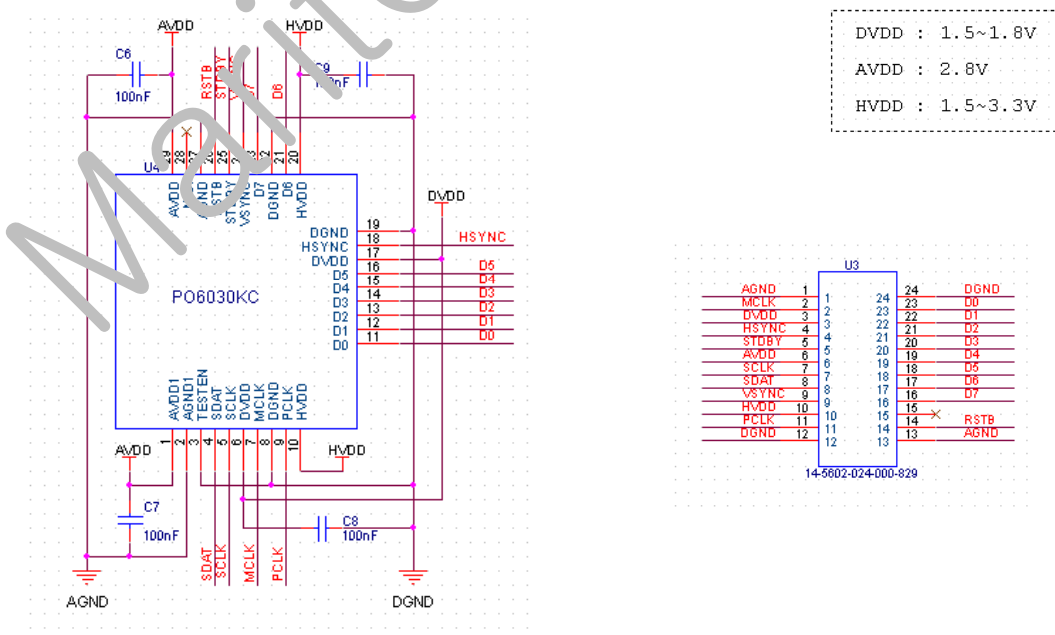 AVDD
HVDD
C6
100nF
C9
RSTB
D6
DVDD : 1.5~1.8V
AVDD : 2.8V
HVDD : 1.5~3.3V
Marito
29
28
25
22
21
20
AVDD
STDBY
VSYNC
D7
DGND
D6
HVDD
DVDD
PO6030KC
DGND 19
HSYNC 18 HSYNC
DVDD 17
D5 16 D5
D4 15 D4
D3 14 D3
D2 13 D2
D1 12 D1
D0 11 D0
AVDD1
AGND1
TESTEN
SDAT
SCLK
DVDD
MCLK
DGND
PCLK
HVDD
1 2 3 4 5 6 7 8 9 10
AVDD
HVDD
C7
100nF
C8
100nF
SDAT
SCLK
MCLK
PCLK
AGND
DGND
U3
AGND 1 1 24 24 DGND
MCLK 2 2 23 23 D0
DVDD 3 3 22 22 D1
HSYNC 4 4 21 21 D2
STDBY 5 5 20 20 D3
AVDD 6 6 19 19 D4
SCLK 7 7 18 18 D5
SDAT 8 8 17 17 D6
VSYNC 9 9 16 16 D7
HVDD 10 10 15 15
PCLK 11 11 14 14 RSTB
DGND 12 12 13 13 AGND
14-5602-024-000-829